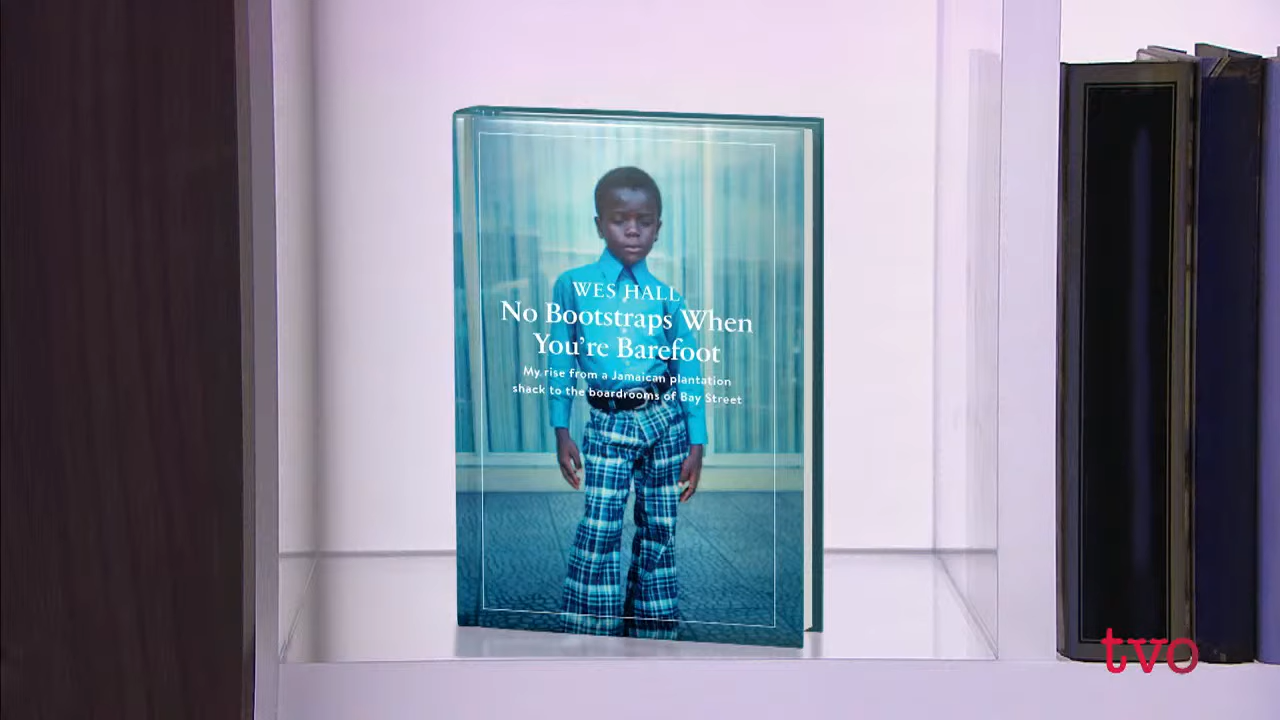 WES HALL
No Bootstraps When
You're Barefoot
My rise from a Jamaican plantation
shack to the boardrooms of Bay Street
tvo